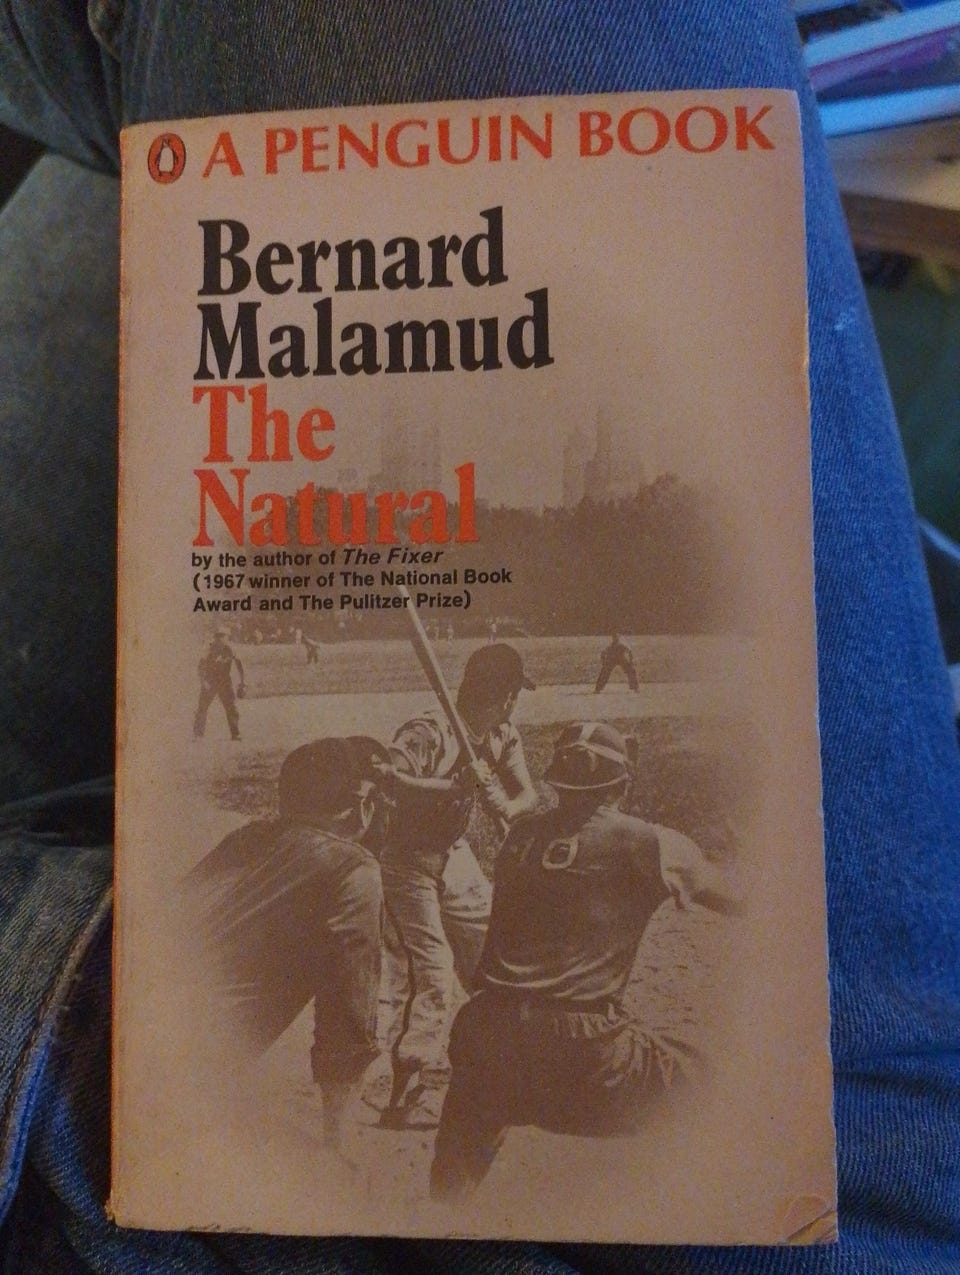 A PENGUIN BOOK
Bernard
Malamud
The
Natural
by the author of The Fixer
(1967 winner of The National Book
Award and The Pulitzer Prize)